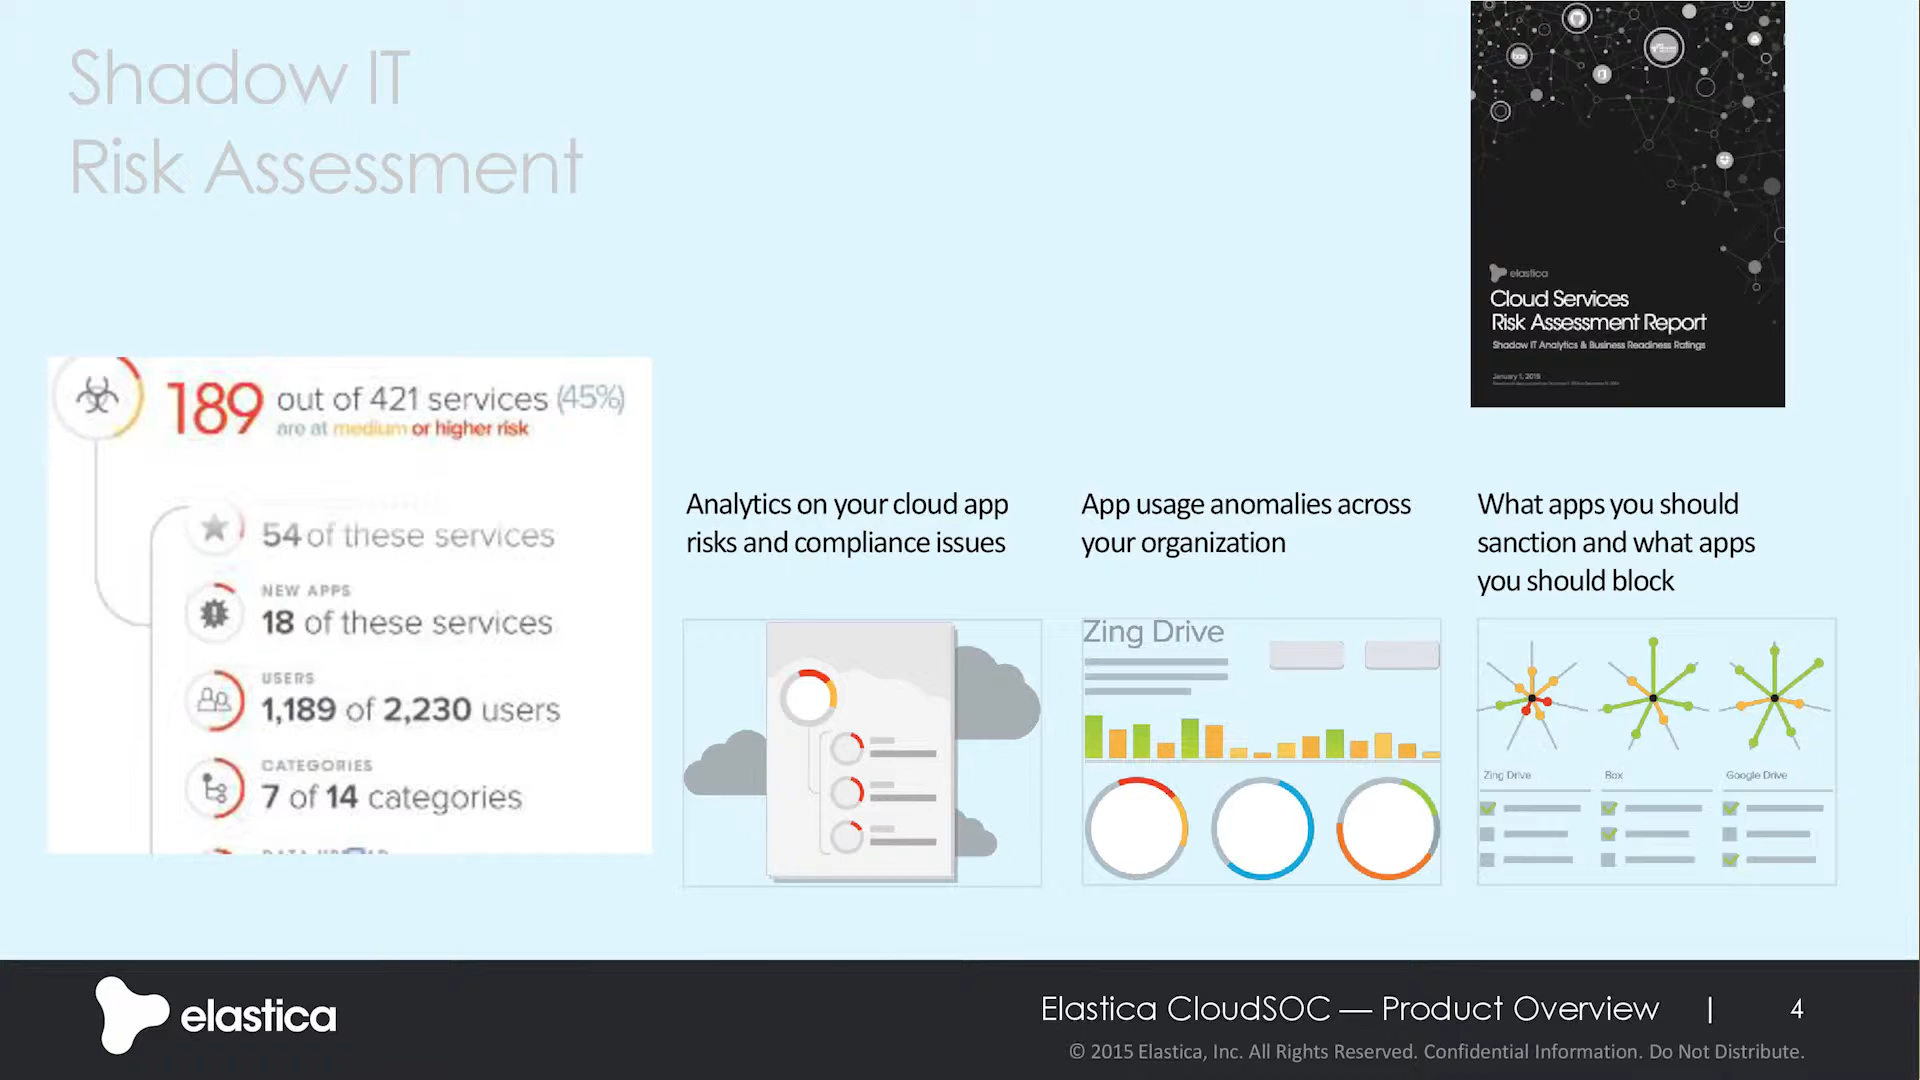 Shadow IT
Risk Assessment
elastica
Cloud Services
Risk Assessment Report
Shadow IT Analytics & Business Readiness Ratings
January 1, 2015
189 out of 421 services (45%)
are at medium or higher risk
54 of these services
NEW APPS
18 of these services
USERS
1,189 of 2,230 users
CATEGORIES
7 of 14 categories
Analytics on your cloud app
risks and compliance issues
App usage anomalies across
your organization
Zing Drive
What apps you should
sanction and what apps
you should block
Zing Drive
Box
Google Drive
elastica
Elastica CloudSOC — Product Overview | 4
© 2015 Elastica, Inc. All Rights Reserved. Confidential Information. Do Not Distribute.